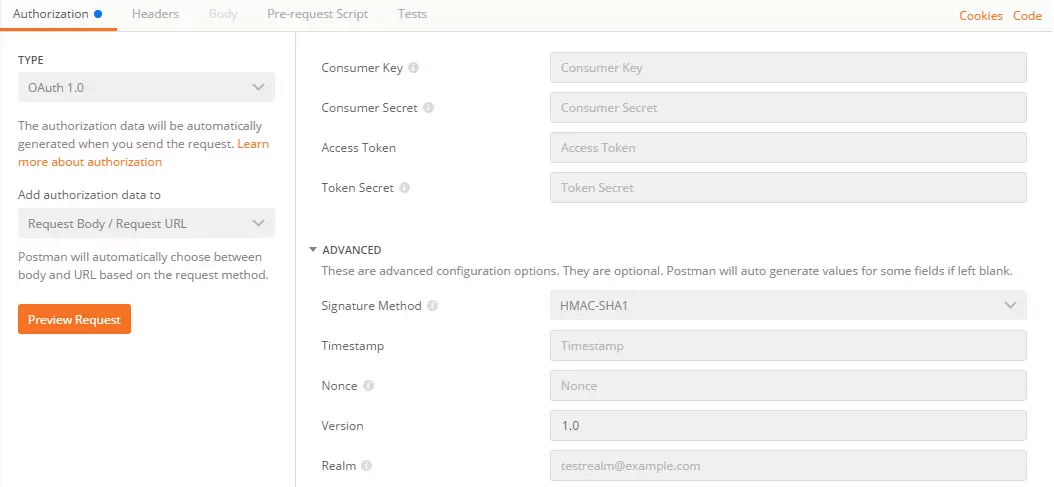 Authorization
Headers
Body
Pre-request Script
Tests
Cookies
Code
TYPE
OAuth 1.0
The authorization data will be automatically
generated when you send the request. Learn
more about authorization
Add authorization data to
Request Body / Request URL
Postman will automatically choose between
body and URL based on the request method.
Preview Request
Consumer Key
Consumer Key
Consumer Secret
Consumer Secret
Access Token
Access Token
Token Secret
Token Secret
ADVANCED
These are advanced configuration options. They are optional. Postman will auto generate values for some fields if left blank.
Signature Method
HMAC-SHA1
Timestamp
Timestamp
Nonce
Nonce
Version
1.0
Realm
testrealm@example.com